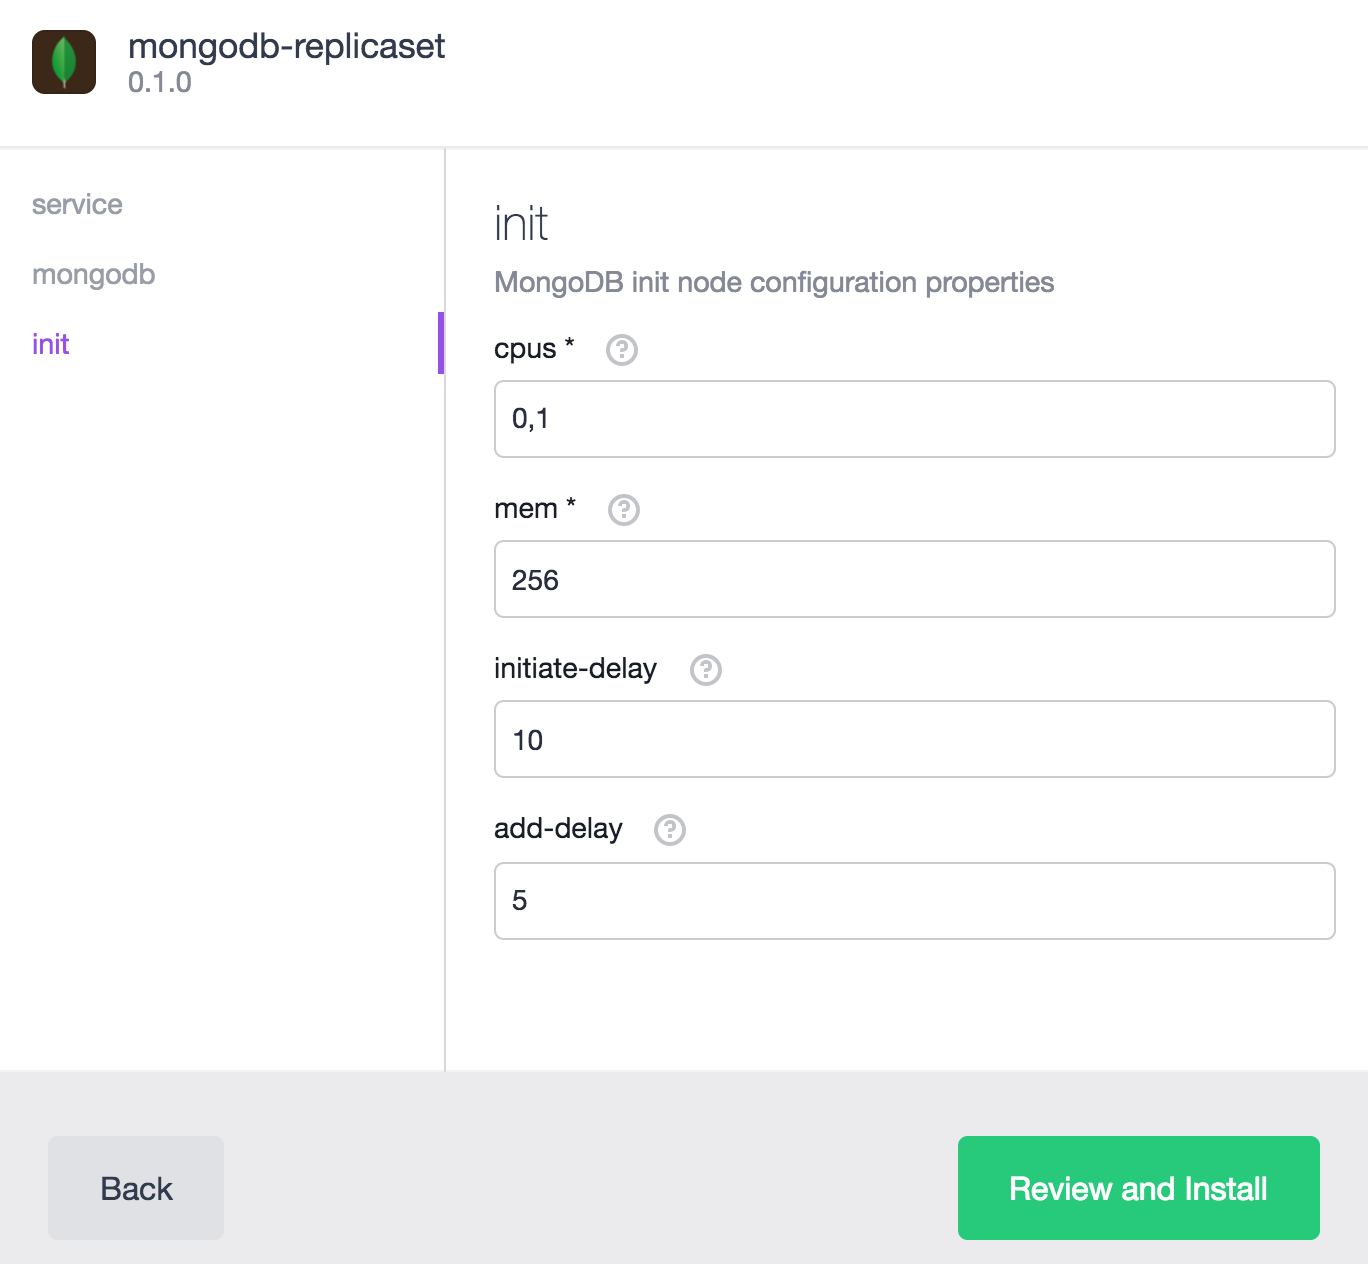 mongodb-replicaset
0.1.0
service
mongodb
init
init
MongoDB init node configuration properties
cpus * ?
0,1
mem * ?
256
initiate-delay ?
10
add-delay ?
5
Back
Review and Install